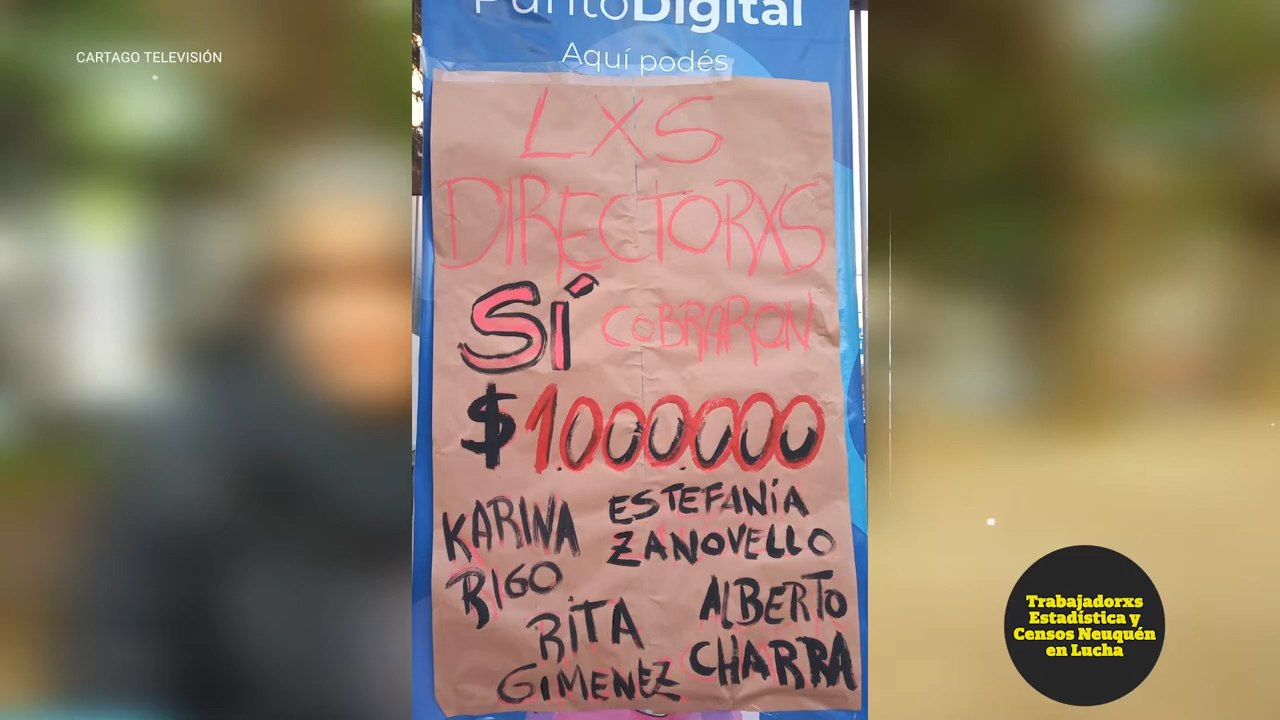 CARTAGO TELEVISIÓN
PuntoDigital
Aquí podés
LXS
DIRECTORXS
SÍ COBRARON
$1.000.000
KARINA
RIGO
ESTEFANÍA
ZANOVELLO
RITA
GIMENEZ
ALBERTO
CHARRA
Trabajadorxs
Estadística y
Censos Neuquén
en Lucha